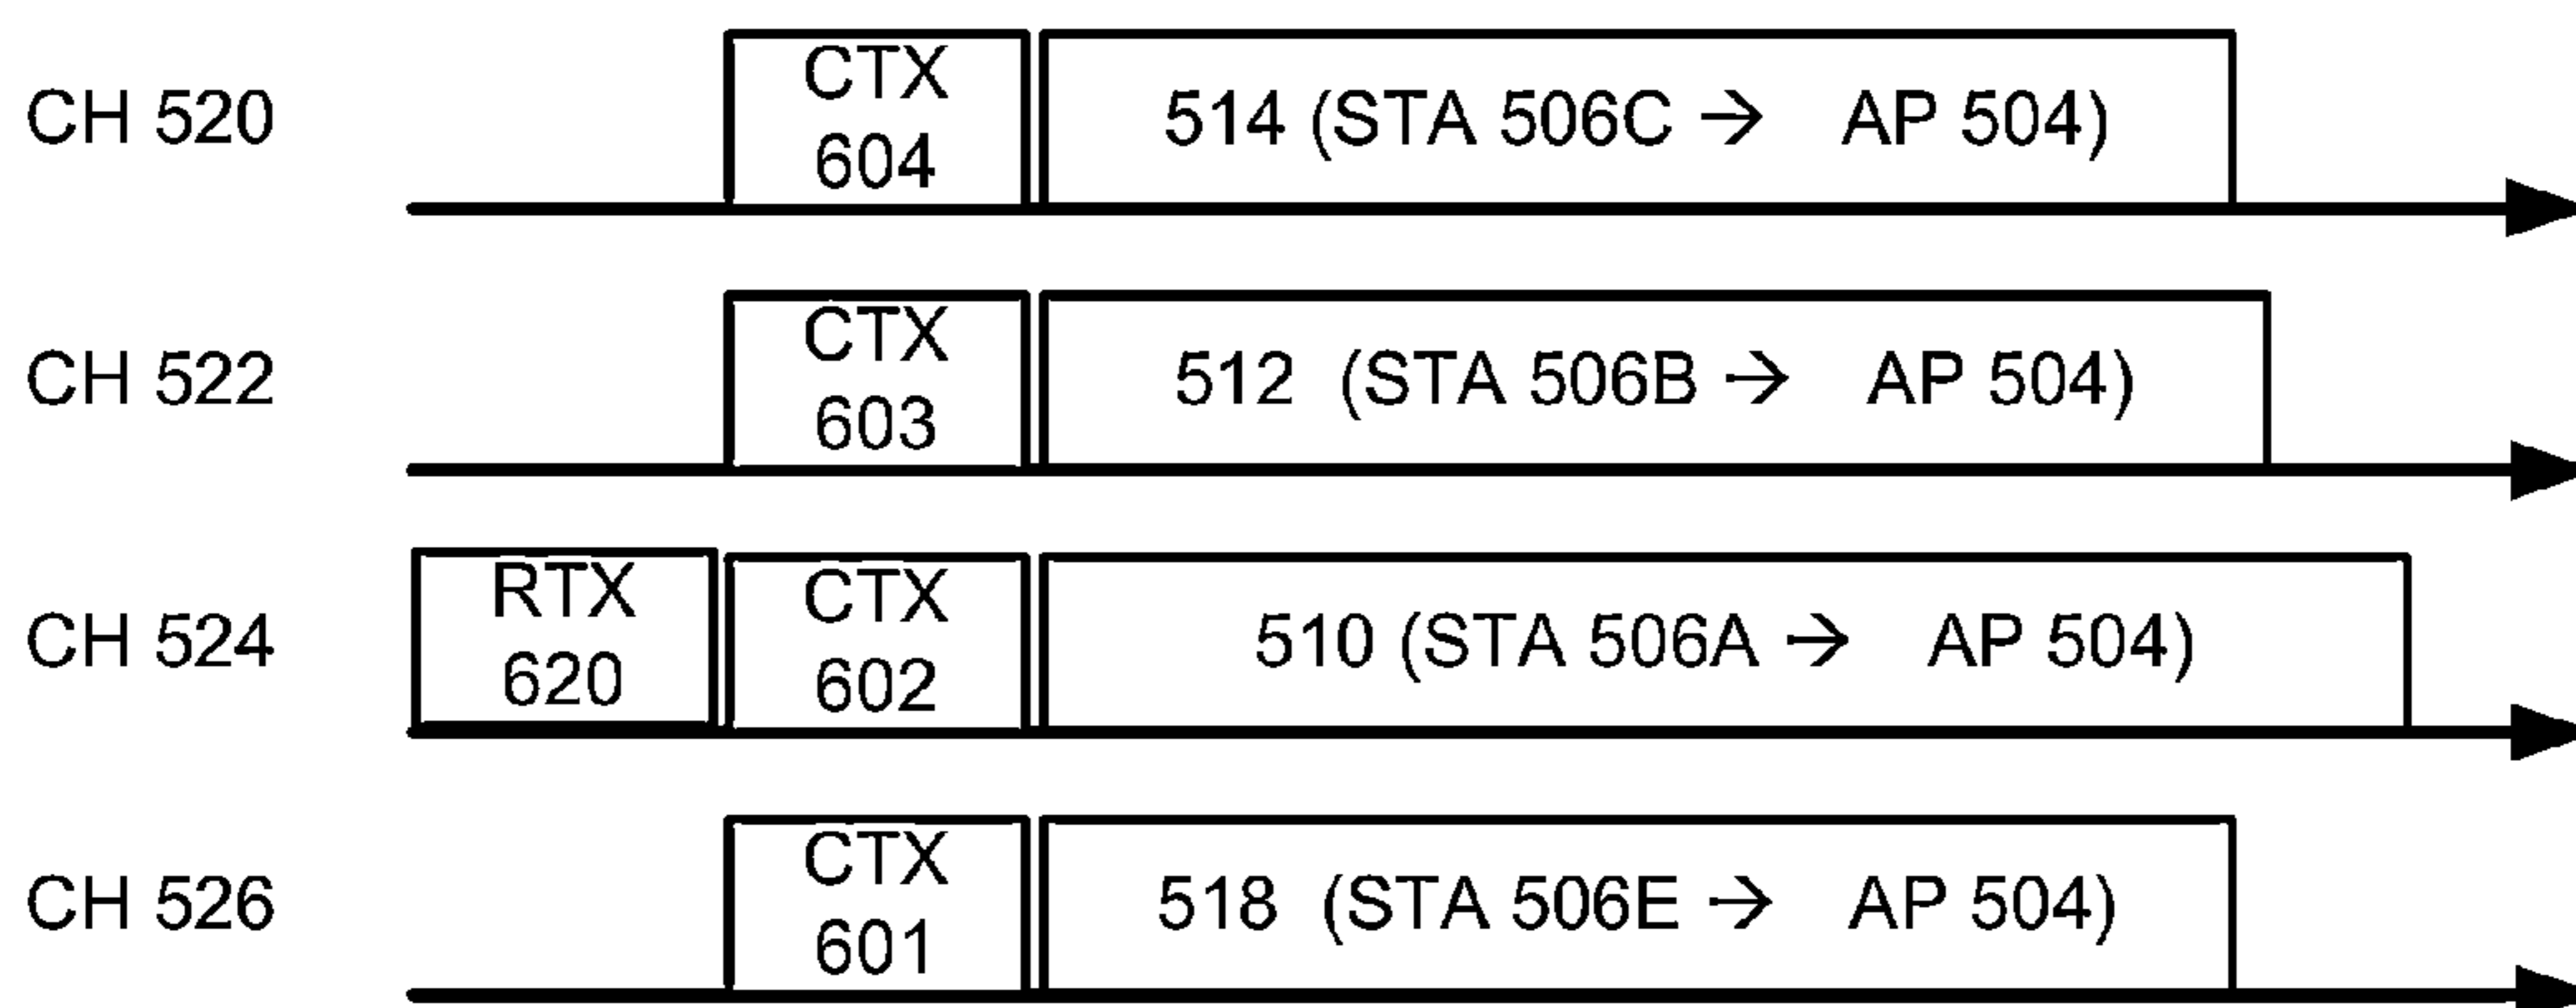 CH 520
CTX
604
514 (STA 506C → AP 504)
CH 522
CTX
603
512 (STA 506B → AP 504)
CH 524
RTX
620
CTX
602
510 (STA 506A → AP 504)
CH 526
CTX
601
518 (STA 506E → AP 504)